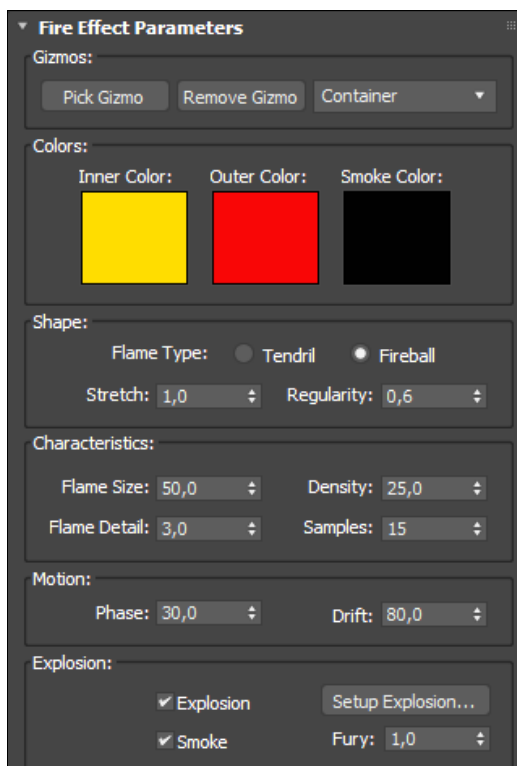 Fire Effect Parameters
Gizmos:
Pick Gizmo Remove Gizmo Container
Colors:
Inner Color: Outer Color: Smoke Color:
Shape:
Flame Type: Tendril Fireball
Stretch: 1,0 Regularity: 0,6
Characteristics:
Flame Size: 50,0 Density: 25,0
Flame Detail: 3,0 Samples: 15
Motion:
Phase: 30,0 Drift: 80,0
Explosion:
Explosion Setup Explosion...
Smoke Fury: 1,0